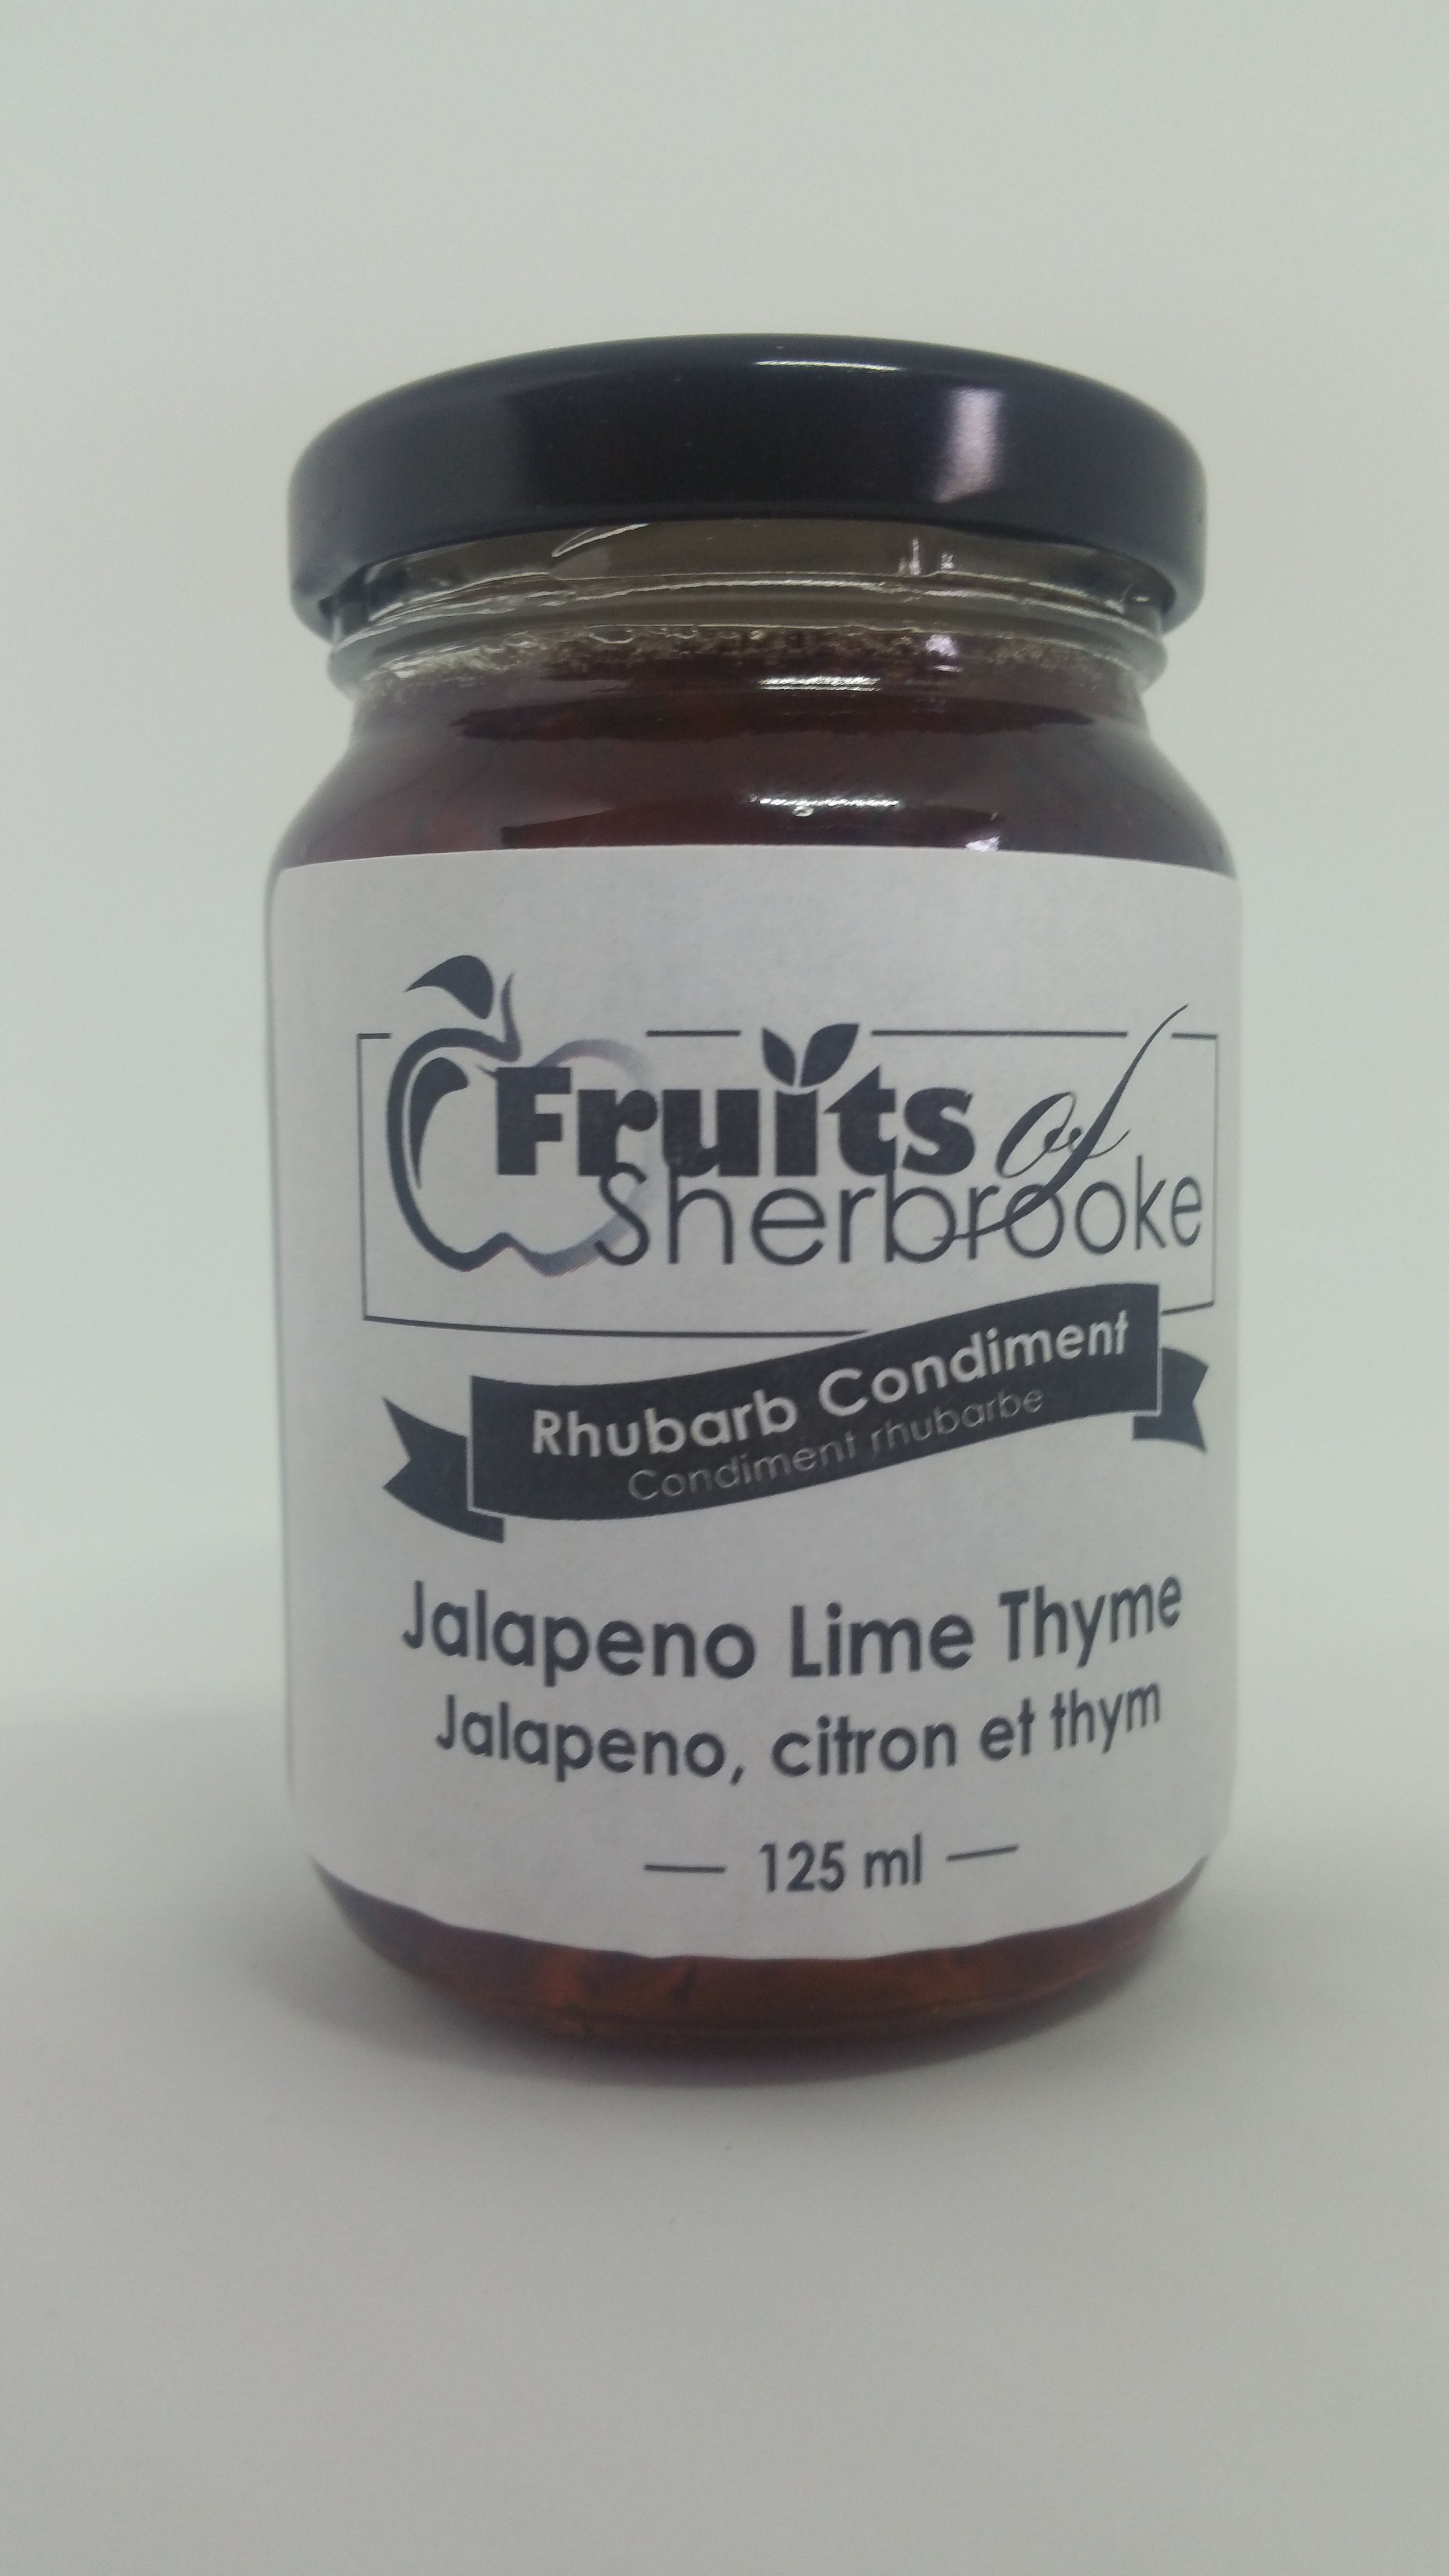 Fruits of
Sherbrooke
Rhubarb Condiment
Condiment rhubarbe
Jalapeno Lime Thyme
Jalapeno, citron et thym
125 ml